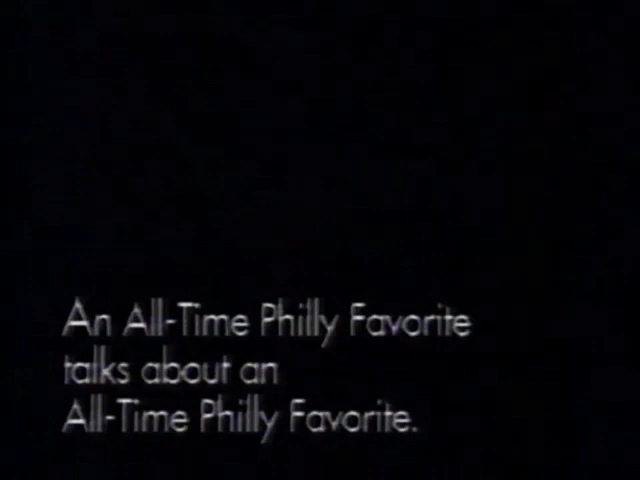 An All-Time Philly Favorite
talks about an
All-Time Philly Favorite.